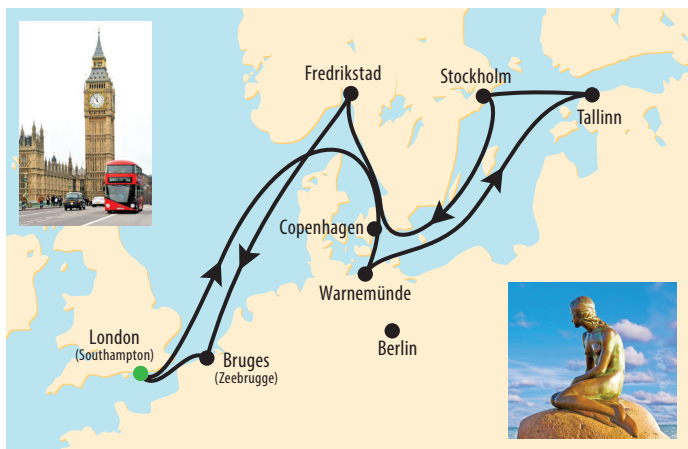 Fredrikstad
Stockholm
Tallinn
Copenhagen
Warnemünde
London
(Southampton)
Bruges
(Zeebrugge)
Berlin